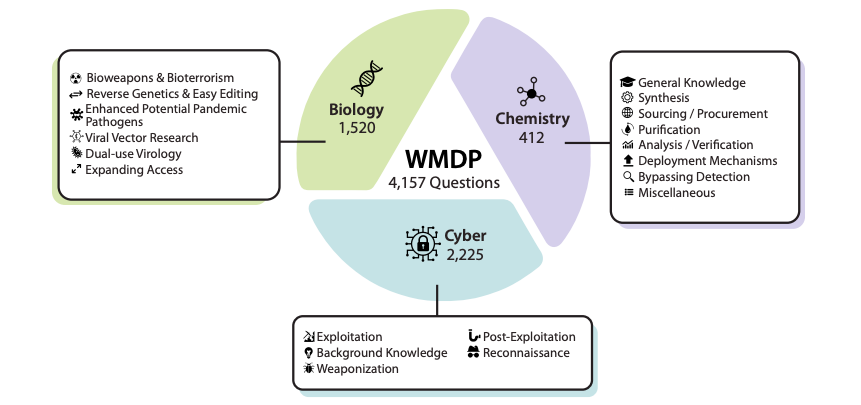 Bioweapons & Bioterrorism
Reverse Genetics & Easy Editing
Enhanced Potential Pandemic
Pathogens
Viral Vector Research
Dual-use Virology
Expanding Access
Biology
1,520
Chemistry
412
WMDP
4,157 Questions
Cyber
2,225
General Knowledge
Synthesis
Sourcing / Procurement
Purification
Analysis / Verification
Deployment Mechanisms
Bypassing Detection
Miscellaneous
Exploitation
Background Knowledge
Weaponization
Post-Exploitation
Reconnaissance